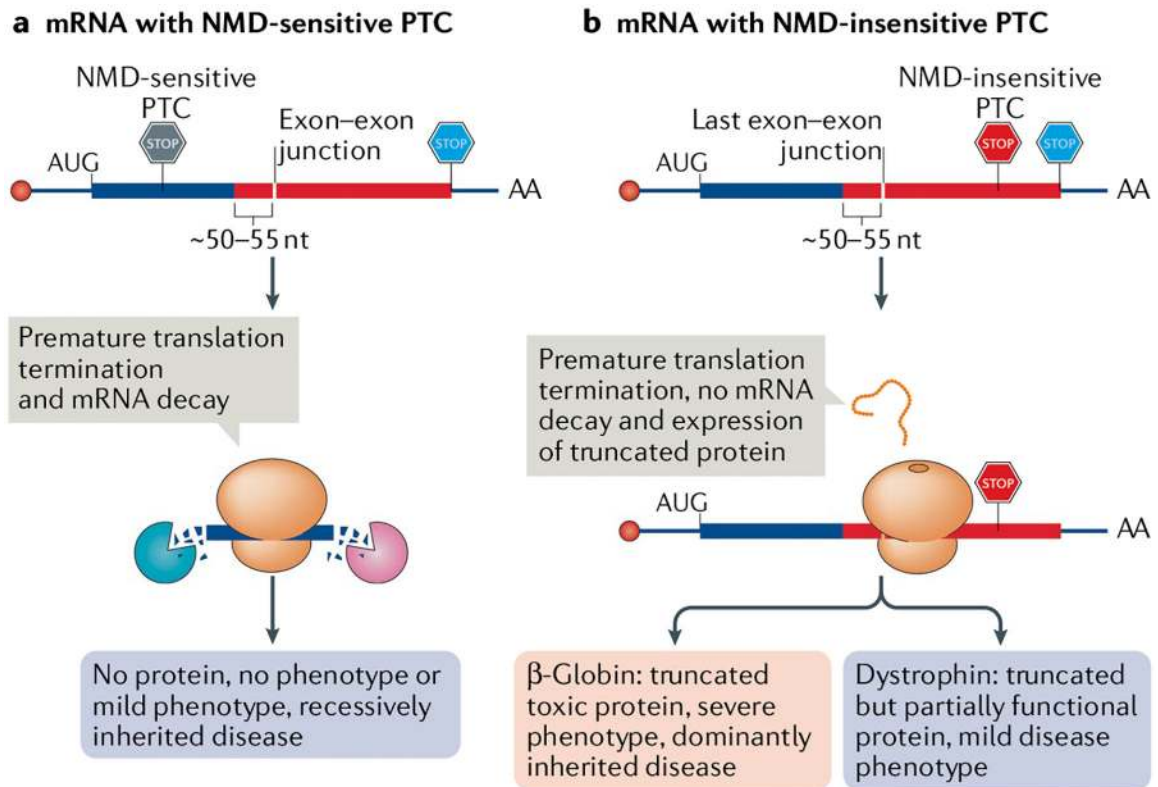 a mRNA with NMD-sensitive PTC
NMD-sensitive
PTC
STOP
Exon–exon
junction
STOP
AUG
AA
~50–55 nt
Premature translation
termination
and mRNA decay
No protein, no phenotype or
mild phenotype, recessively
inherited disease
b mRNA with NMD-insensitive PTC
NMD-insensitive
PTC
Last exon–exon
junction
STOP
STOP
AUG
AA
~50–55 nt
Premature translation
termination, no mRNA
decay and expression
of truncated protein
STOP
AUG
AA
β-Globin: truncated
toxic protein, severe
phenotype, dominantly
inherited disease
Dystrophin: truncated
but partially functional
protein, mild disease
phenotype